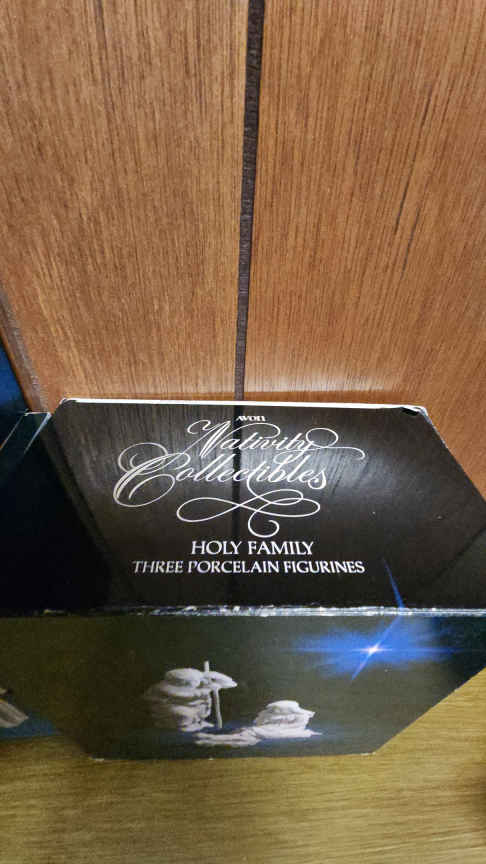 AVON
Nativity
Collectibles
HOLY FAMILY
THREE PORCELAIN FIGURINES